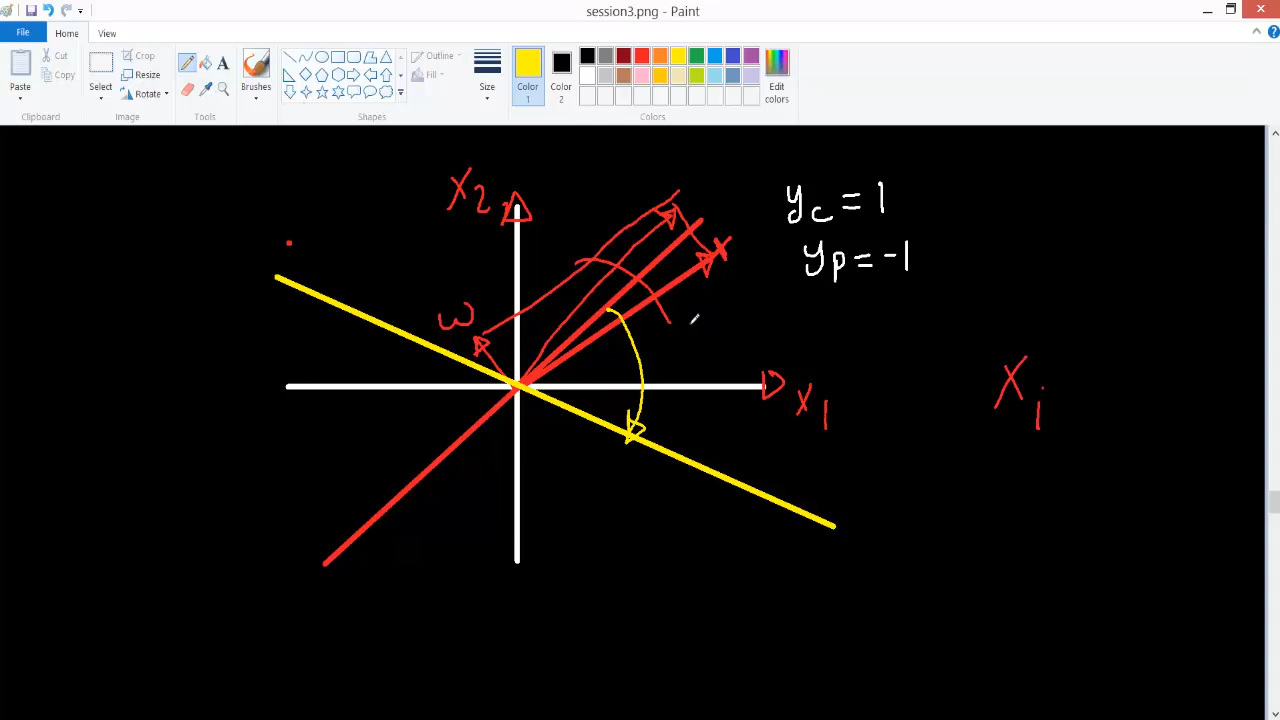 session3.png - Paint
File
Home
View
Paste
Cut
Copy
Clipboard
Select
Crop
Resize
Rotate
Image
Tools
Brushes
Shapes
Outline
Fill
Size
Color 1
Color 2
Edit colors
Colors
X2
yc = 1
yp = -1
ω
X1
Xi